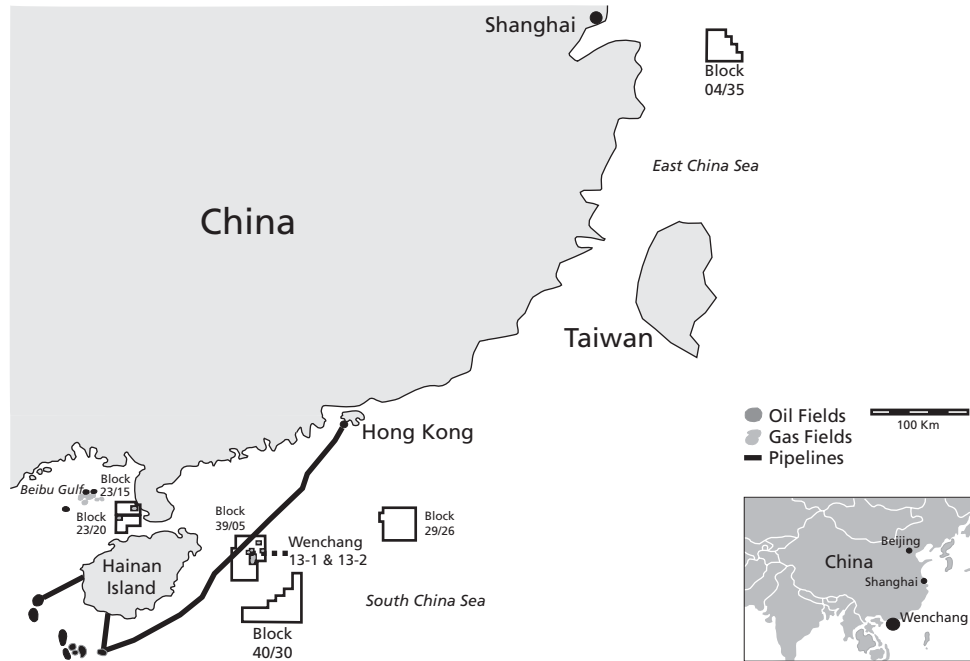 Shanghai
Block
04/35
East China Sea
China
Taiwan
Oil Fields
Gas Fields
Pipelines
100 Km
Hong Kong
Beibu Gulf
Block
23/15
Block
23/20
Block
39/05
Block
29/26
Wenchang
13-1 & 13-2
Hainan
Island
South China Sea
Block
40/30
Beijing
China
Shanghai
Wenchang